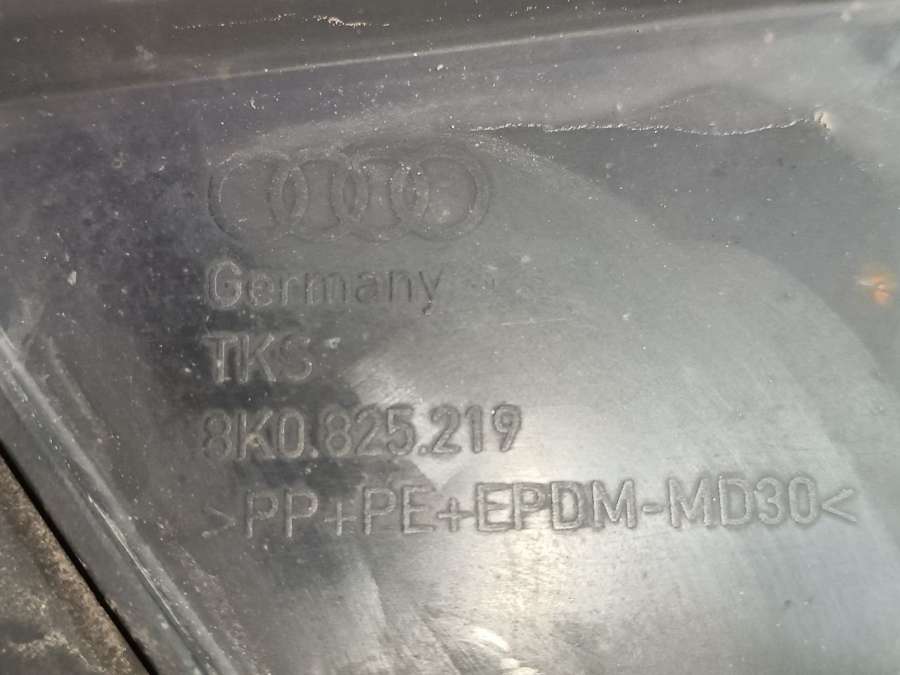 Germany
TKS
8K0.825.219
>PP+PE+EPDM-MD30<